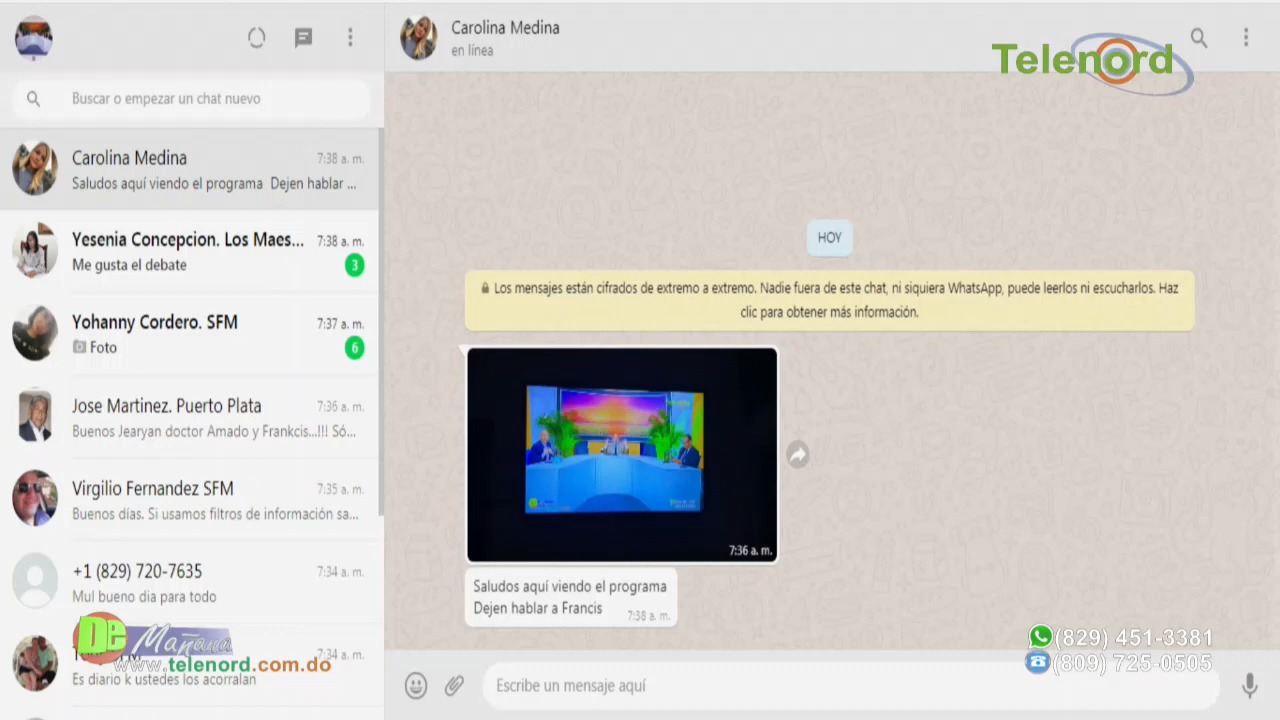 Buscar o empezar un chat nuevo
Carolina Medina
7:38 a. m.
Saludos aquí viendo el programa Dejen hablar ...
Yesenia Concepcion. Los Maes...
7:38 a. m.
Me gusta el debate
3
Yohanny Cordero. SFM
7:37 a. m.
Foto
6
Jose Martinez. Puerto Plata
7:36 a. m.
Buenos Jearyan doctor Amado y Frankcis...!!! Só...
Virgilio Fernandez SFM
7:35 a. m.
Buenos días. Si usamos filtros de información sa...
+1 (829) 720-7635
7:34 a. m.
Mul bueno dia para todo
7:34 a. m.
Es diario k ustedes los acorralan
De Mañana
www.telenord.com.do
Carolina Medina
en línea
Telenord
HOY
Los mensajes están cifrados de extremo a extremo. Nadie fuera de este chat, ni siquiera WhatsApp, puede leerlos ni escucharlos. Haz
clic para obtener más información.
7:36 a. m.
Saludos aquí viendo el programa
Dejen hablar a Francis
7:38 a. m.
(829) 451-3381
(809) 725-0505
Escribe un mensaje aquí